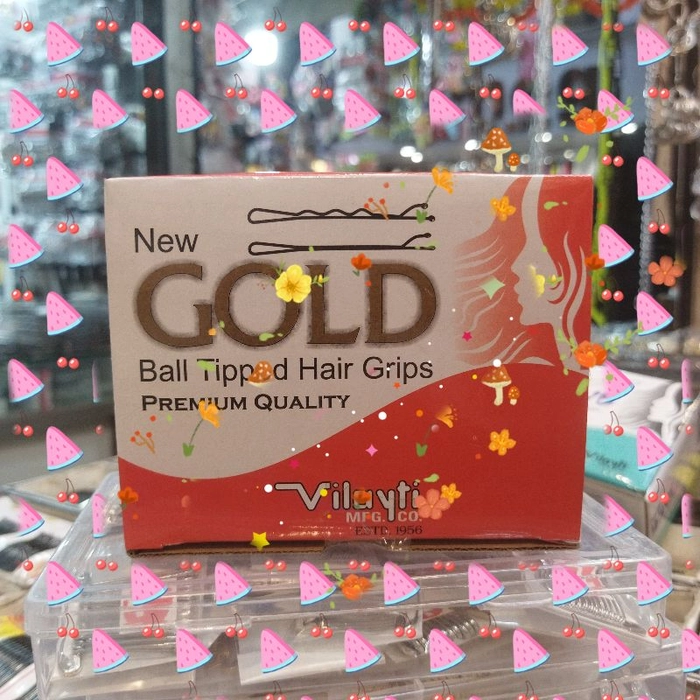 New
GOLD
Ball Tipped Hair Grips
PREMIUM QUALITY
Vilayti
MFG. CO.
ESTD. 1956